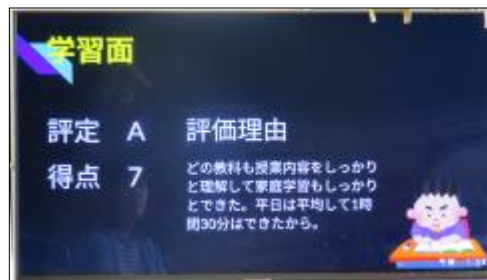 学習面
評定 A 評価理由
得点 7
どの教科も授業内容をしっかり
と理解して家庭学習もしっかり
とできた。平日は平均して1時
間30分はできたから。